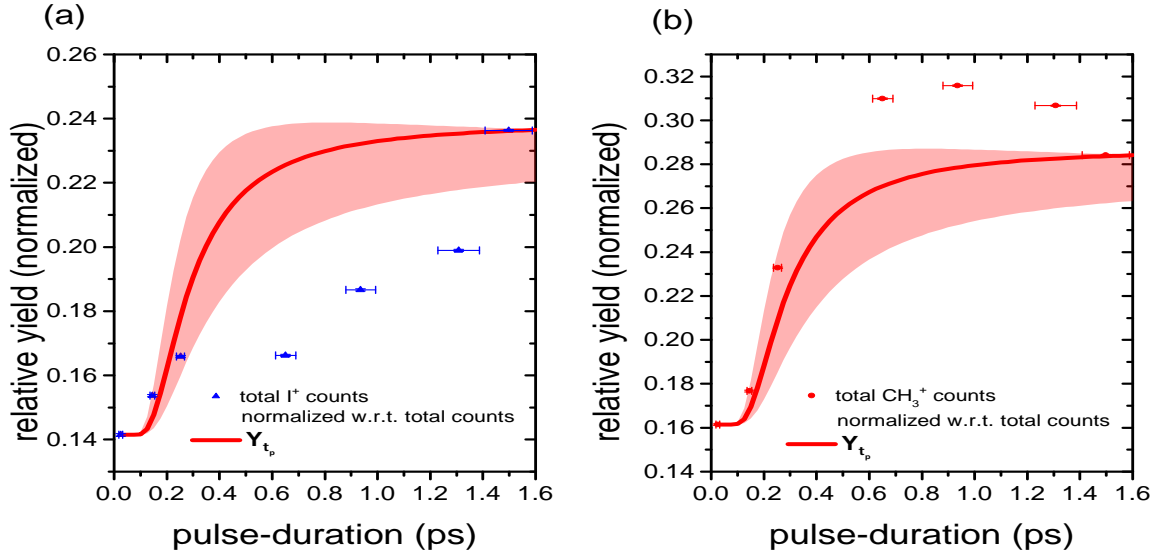 (a)
relative yield (normalized)
0.26
0.24
0.22
0.20
0.18
0.16
0.14
total I⁺ counts
normalized w.r.t. total counts
Y_{t_p}
0.0 0.2 0.4 0.6 0.8 1.0 1.2 1.4 1.6
pulse-duration (ps)
(b)
relative yield (normalized)
0.32
0.30
0.28
0.26
0.24
0.22
0.20
0.18
0.16
0.14
total CH₃⁺ counts
normalized w.r.t. total counts
Y_{t_p}
0.0 0.2 0.4 0.6 0.8 1.0 1.2 1.4 1.6
pulse-duration (ps)